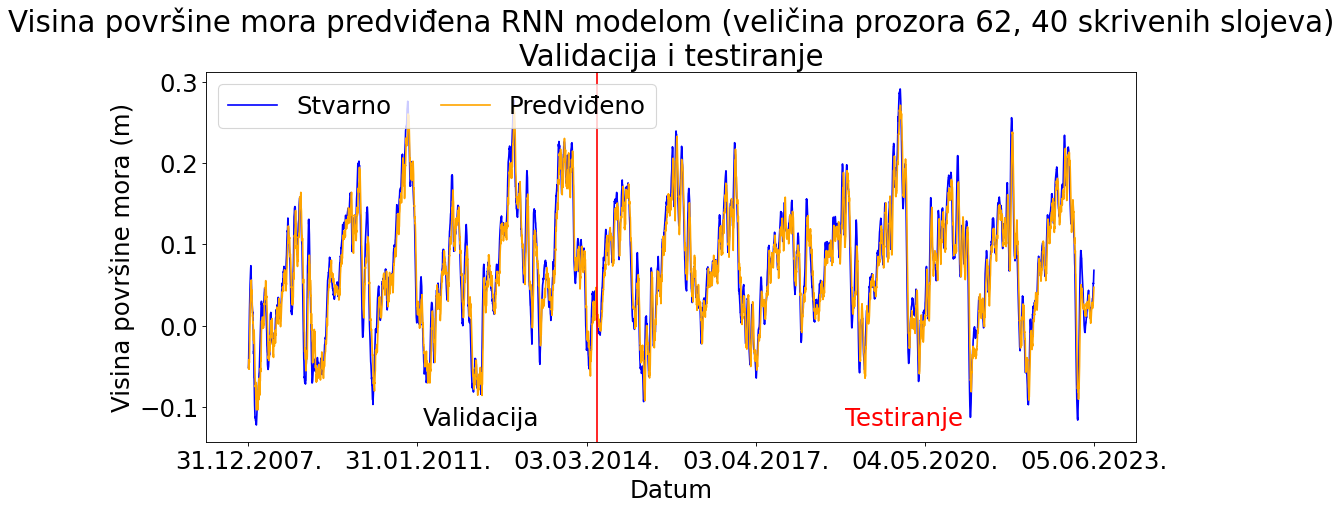 Visina površine mora predviđena RNN modelom (veličina prozora 62, 40 skrivenih slojeva)
Validacija i testiranje
Stvarno
Predviđeno
Visina površine mora (m)
0.3
0.2
0.1
0.0
−0.1
Validacija
Testiranje
31.12.2007.
31.01.2011.
03.03.2014.
03.04.2017.
04.05.2020.
05.06.2023.
Datum